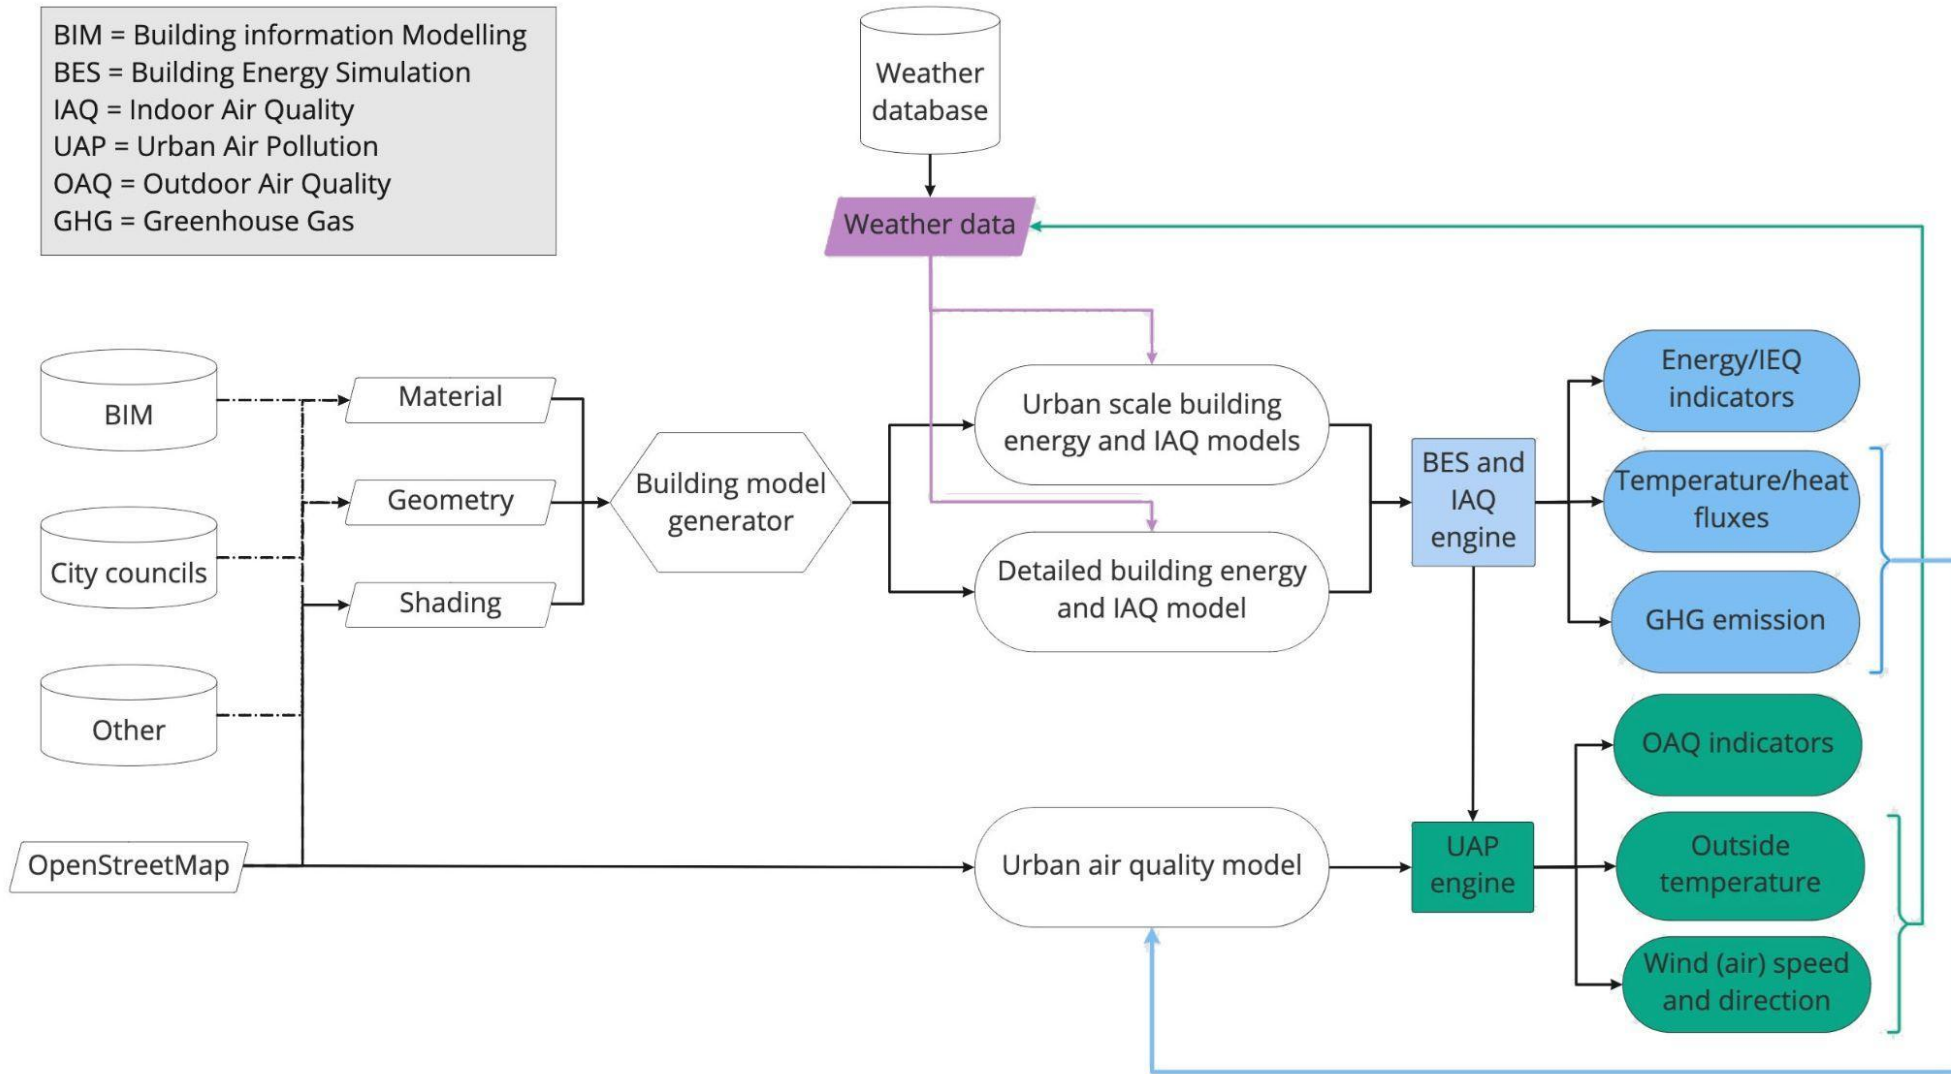 BIM = Building information Modelling
BES = Building Energy Simulation
IAQ = Indoor Air Quality
UAP = Urban Air Pollution
OAQ = Outdoor Air Quality
GHG = Greenhouse Gas
Weather
database
Weather data
BIM
City councils
Other
OpenStreetMap
Material
Geometry
Shading
Building model
generator
Urban scale building
energy and IAQ models
Detailed building energy
and IAQ model
Urban air quality model
BES and
IAQ
engine
UAP
engine
Energy/IEQ
indicators
Temperature/heat
fluxes
GHG emission
OAQ indicators
Outside
temperature
Wind (air) speed
and direction